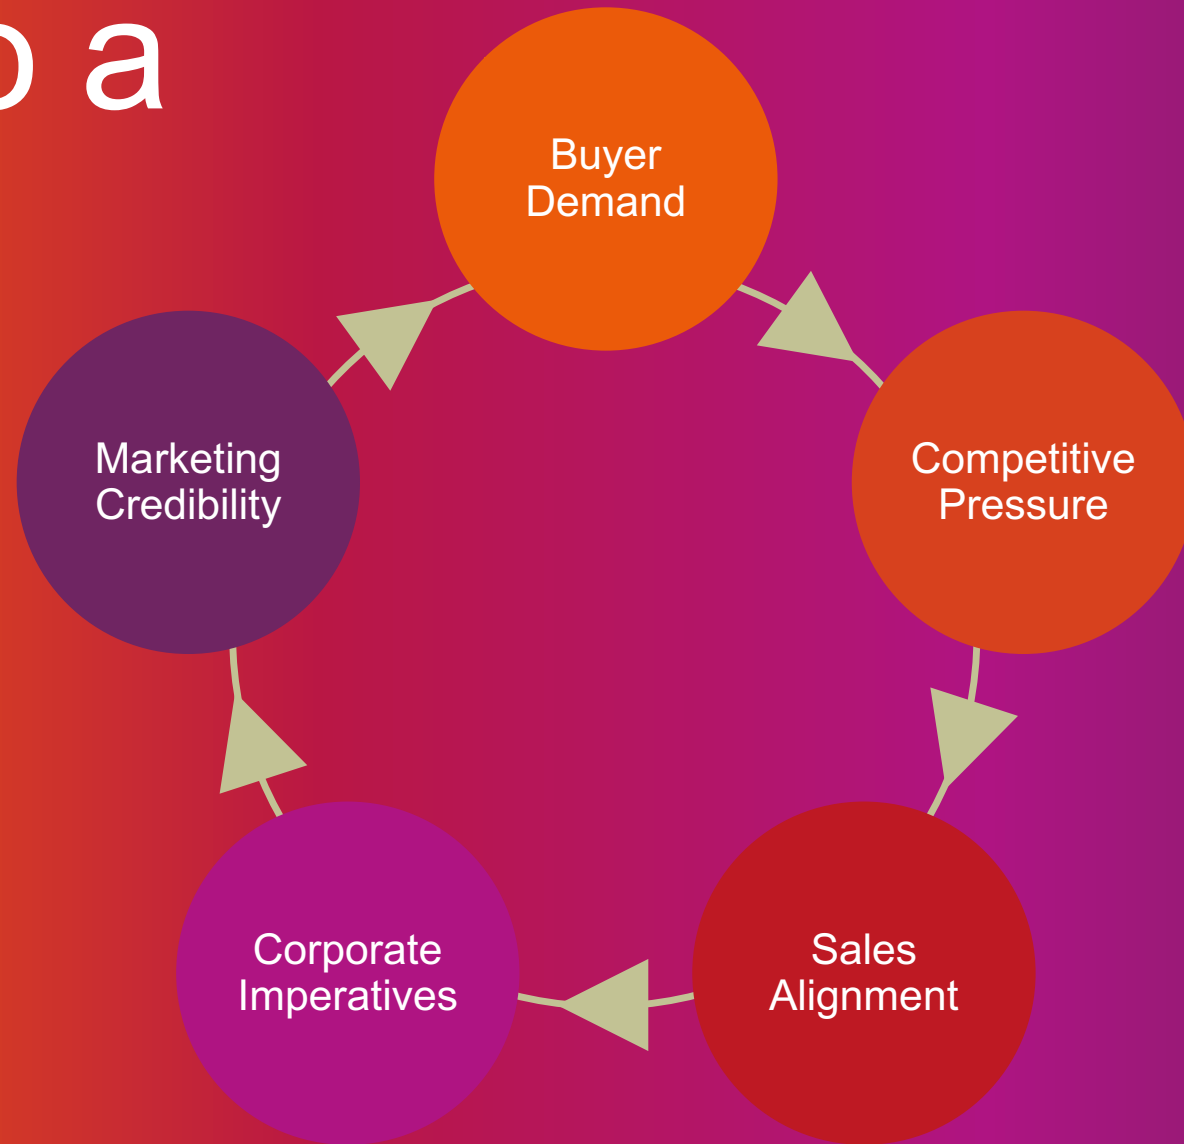 o a
Buyer
Demand
Competitive
Pressure
Sales
Alignment
Corporate
Imperatives
Marketing
Credibility